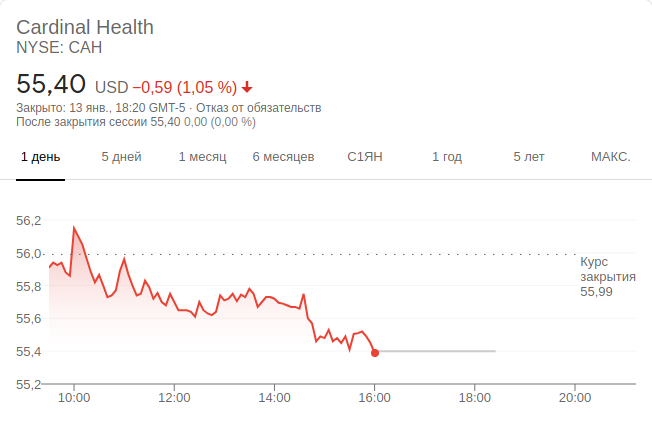 Cardinal Health
NYSE: CAH
55,40 USD −0,59 (1,05 %)
Закрыто: 13 янв., 18:20 GMT-5 · Отказ от обязательств
После закрытия сессии 55,40 0,00 (0,00 %)
1 день 5 дней 1 месяц 6 месяцев С1ЯН 1 год 5 лет МАКС.
56,2
56,0
Курс
закрытия
55,99
55,8
55,6
55,4
55,2
10:00 12:00 14:00 16:00 18:00 20:00